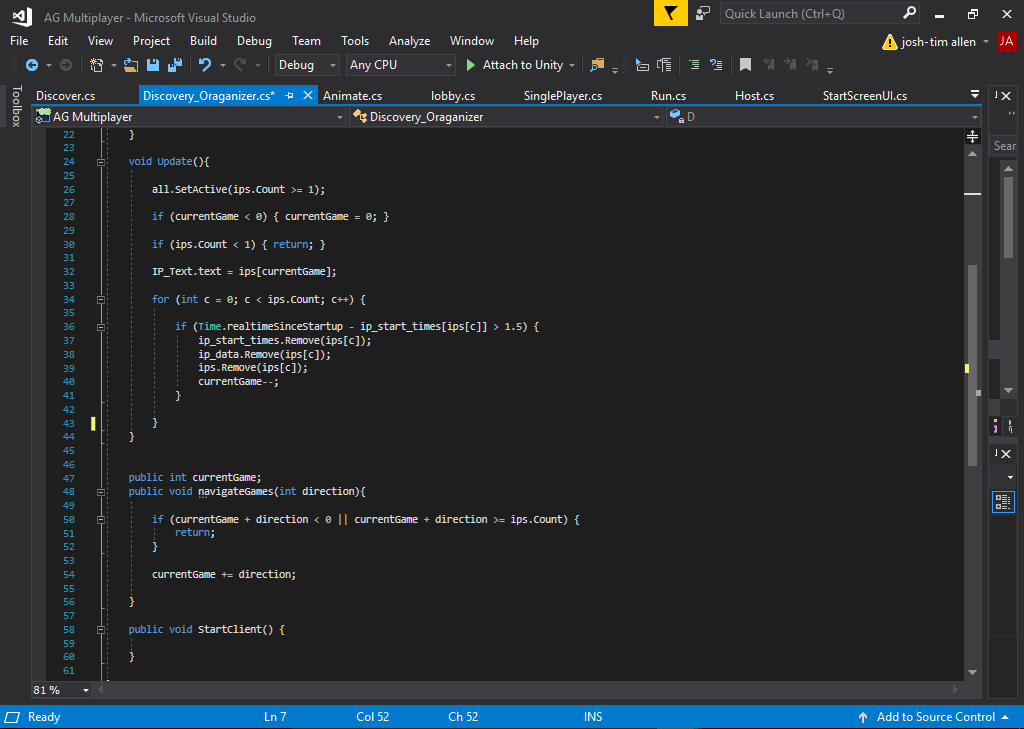 AG Multiplayer - Microsoft Visual Studio
Quick Launch (Ctrl+Q)
File Edit View Project Build Debug Team Tools Analyze Window Help
josh-tim allen JA
Debug Any CPU Attach to Unity
Toolbox
Discover.cs Discovery_Oraganizer.cs* Animate.cs lobby.cs SinglePlayer.cs Run.cs Host.cs StartScreenUI.cs
AG Multiplayer Discovery_Oraganizer D
Sear
22 }
23
24 void Update(){
25
26 all.SetActive(ips.Count >= 1);
27
28 if (currentGame < 0) { currentGame = 0; }
29
30 if (ips.Count < 1) { return; }
31
32 IP_Text.text = ips[currentGame];
33
34 for (int c = 0; c < ips.Count; c++) {
35
36 if (Time.realtimeSinceStartup - ip_start_times[ips[c]] > 1.5) {
37 ip_start_times.Remove(ips[c]);
38 ip_data.Remove(ips[c]);
39 ips.Remove(ips[c]);
40 currentGame--;
41 }
42
43 }
44 }
45
46
47 public int currentGame;
48 public void navigateGames(int direction){
49
50 if (currentGame + direction < 0 || currentGame + direction >= ips.Count) {
51 return;
52 }
53
54 currentGame += direction;
55
56 }
57
58 public void StartClient() {
59
60 }
61
81 %
Ready Ln 7 Col 52 Ch 52 INS Add to Source Control